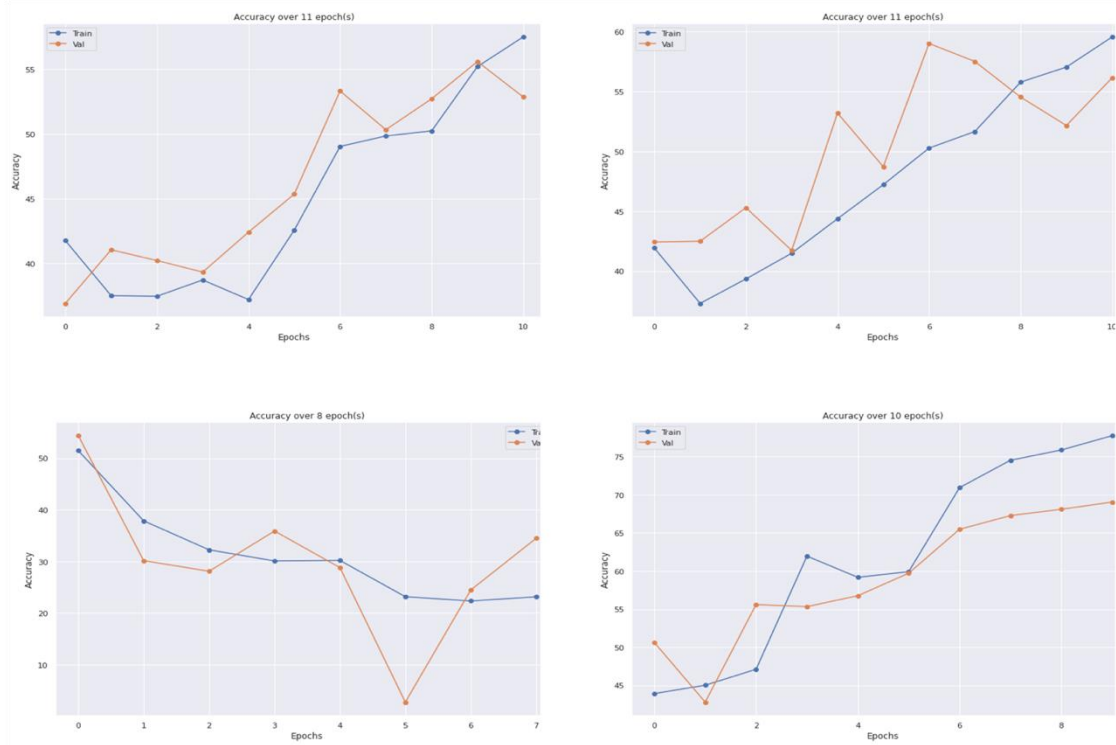 Accuracy over 11 epoch(s)
Train
Val
55
50
45
40
Accuracy
0 2 4 6 8 10
Epochs
Accuracy over 11 epoch(s)
Train
Val
60
55
50
45
40
Accuracy
0 2 4 6 8 10
Epochs
Accuracy over 8 epoch(s)
Tra
Va
50
40
30
20
10
Accuracy
0 1 2 3 4 5 6 7
Epochs
Accuracy over 10 epoch(s)
Train
Val
75
70
65
60
55
50
45
Accuracy
0 2 4 6 8
Epochs